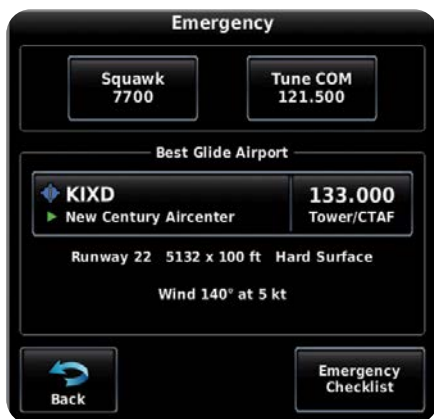 Emergency
Squawk
7700
Tune COM
121.500
Best Glide Airport
KIXD
New Century Aircenter
133.000
Tower/CTAF
Runway 22 5132 x 100 ft Hard Surface
Wind 140° at 5 kt
Back
Emergency
Checklist